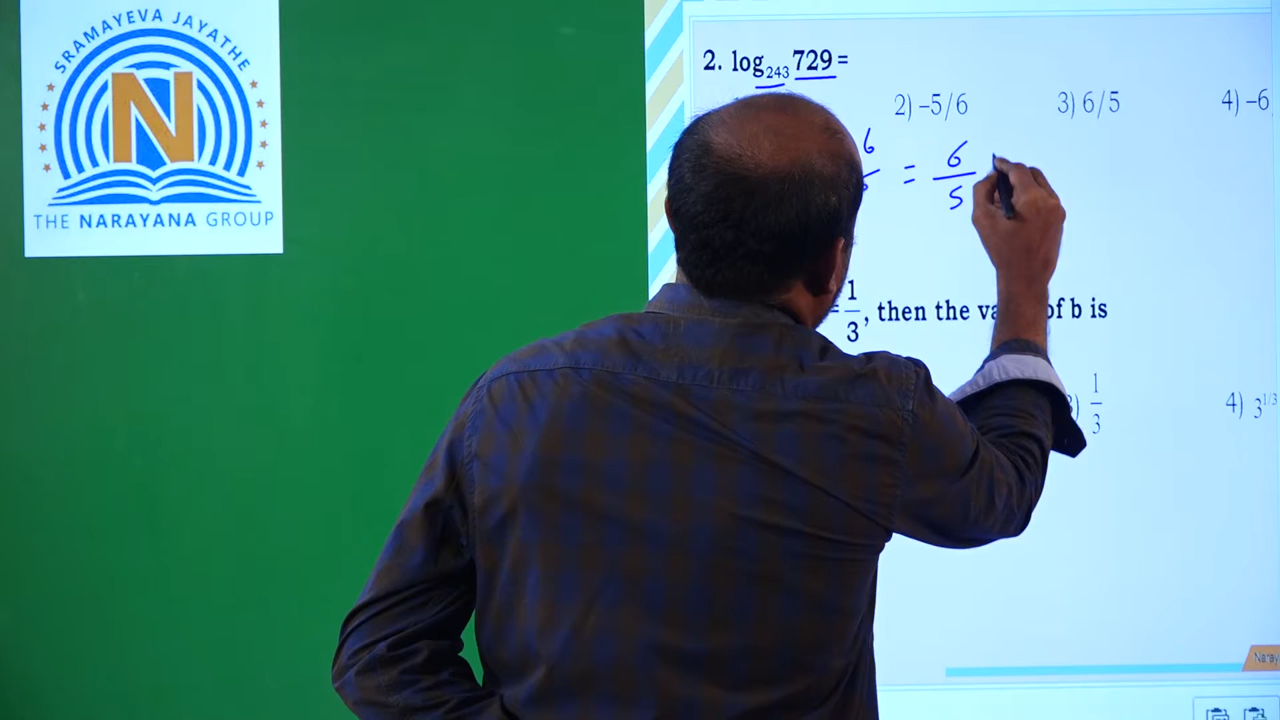 SRAMAYEVA JAYATHE
N
THE NARAYANA GROUP
2. log₂₄₃ 729 =
2) –5/6 3) 6/5 4) –6
6 = 6/5
= 1/3, then the of b is
1/3 4) 3^1/3